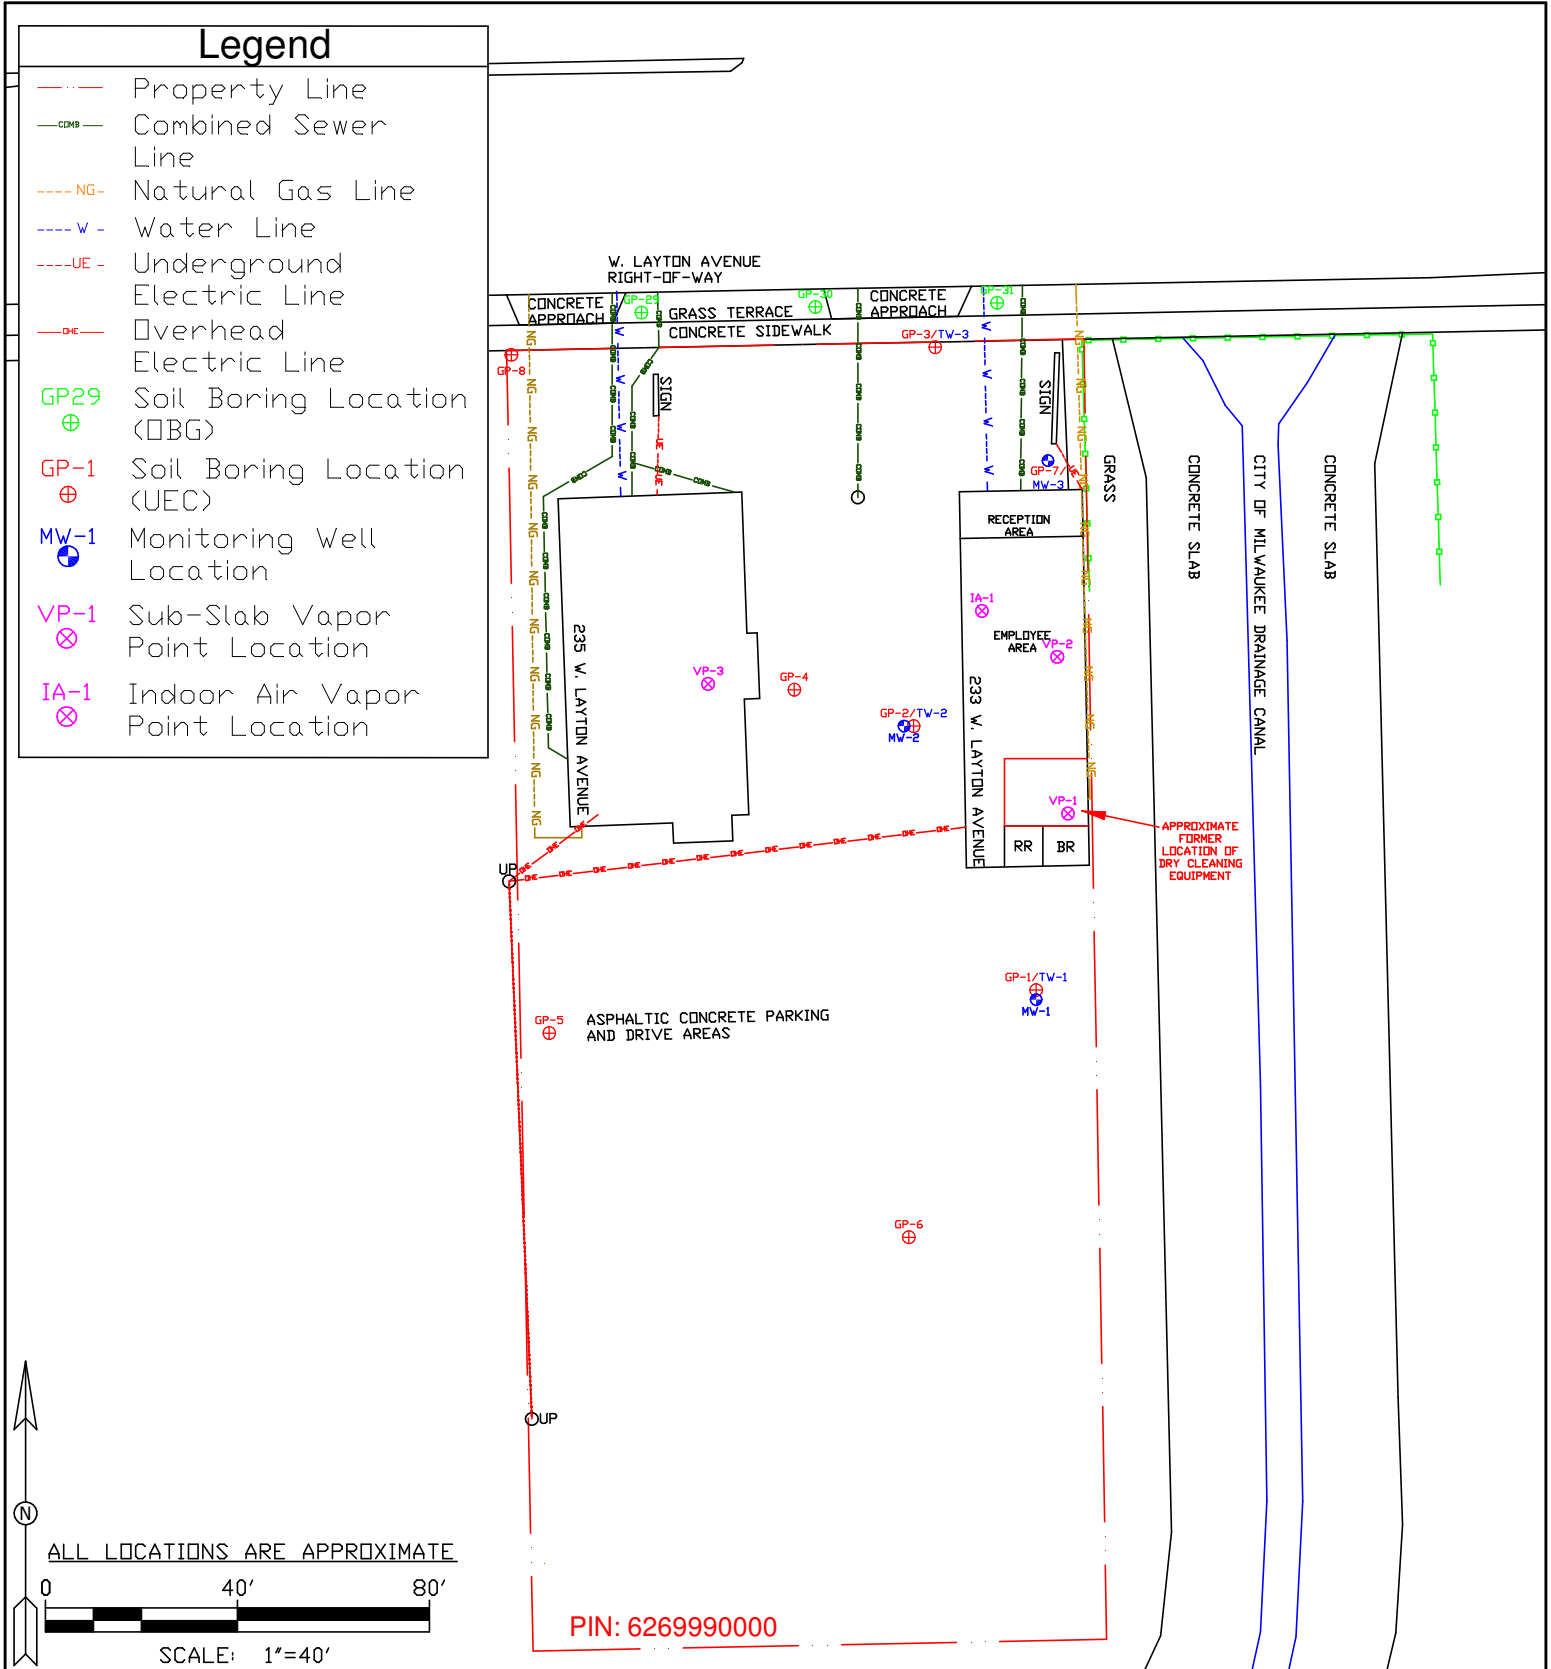 Legend
Property Line
COMB
Combined Sewer
Line
NG
Natural Gas Line
W
Water Line
UE
Underground
Electric Line
OHE
Overhead
Electric Line
GP29
Soil Boring Location
(OBG)
GP-1
Soil Boring Location
(UEC)
MW-1
Monitoring Well
Location
VP-1
Sub-Slab Vapor
Point Location
IA-1
Indoor Air Vapor
Point Location
W. LAYTON AVENUE
RIGHT-OF-WAY
CONCRETE
APPROACH
GP-29
GRASS TERRACE
GP-30
CONCRETE
APPROACH
GP-31
CONCRETE SIDEWALK
GP-3/TW-3
GP-8
SIGN
SIGN
GP-7/
MW-3
GRASS
CONCRETE SLAB
CITY OF MILWAUKEE DRAINAGE CANAL
CONCRETE SLAB
RECEPTION
AREA
IA-1
EMPLOYEE
AREA
VP-2
235 W. LAYTON AVENUE
VP-3
GP-4
GP-2/TW-2
MW-2
233 W. LAYTON AVENUE
VP-1
RR
BR
APPROXIMATE
FORMER
LOCATION OF
DRY CLEANING
EQUIPMENT
UP
GP-1/TW-1
MW-1
GP-5
ASPHALTIC CONCRETE PARKING
AND DRIVE AREAS
GP-6
UP
N
ALL LOCATIONS ARE APPROXIMATE
0 40' 80'
SCALE: 1"=40'
PIN: 6269990000